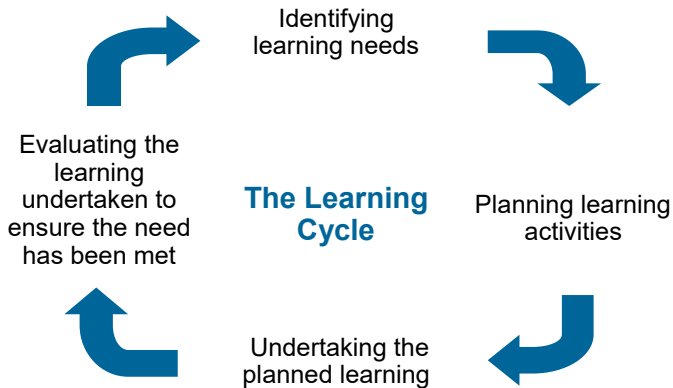 Identifying
learning needs
Planning learning
activities
Undertaking the
planned learning
Evaluating the
learning
undertaken to
ensure the need
has been met
The Learning
Cycle